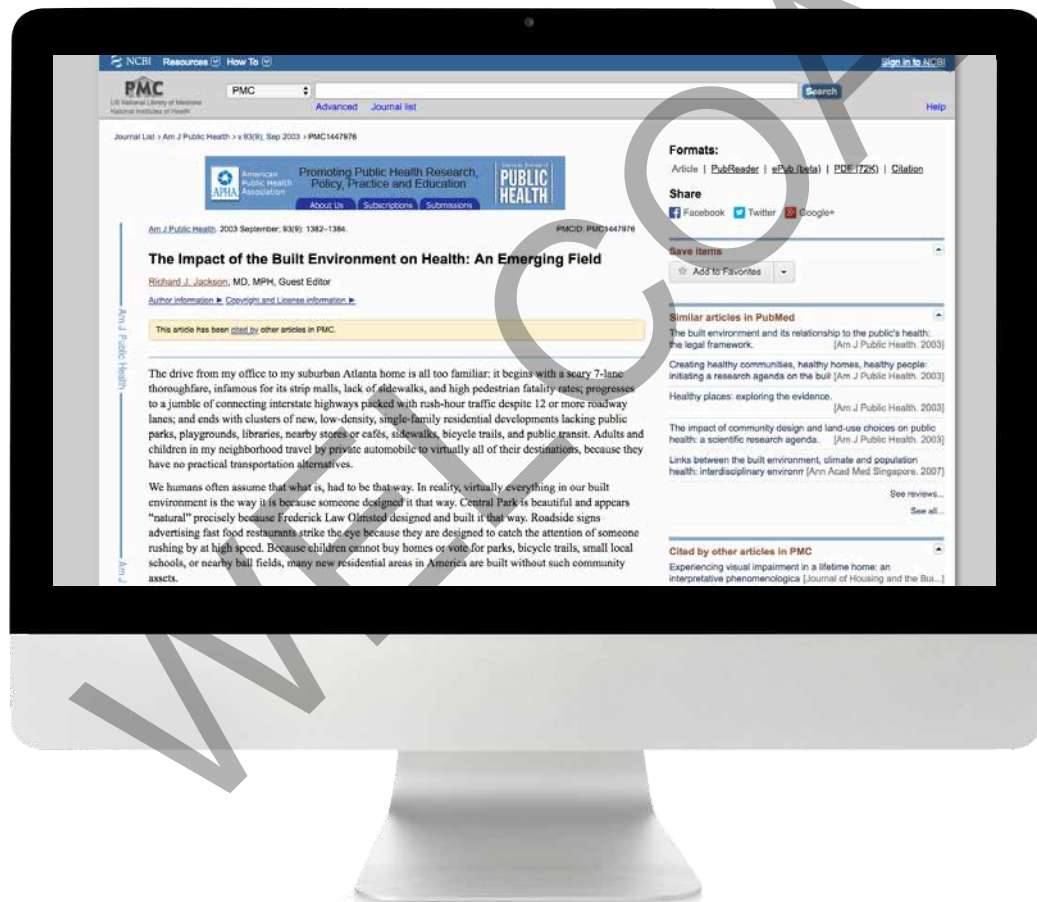 NCBI Resources How To Sign in to NCBI
PMC
US National Library of Medicine
National Institutes of Health
PMC
Search
Advanced Journal list
Help
Journal List > Am J Public Health > v.93(9); Sep 2003 > PMC1447976
American Public Health Association
APHA
Promoting Public Health Research,
Policy, Practice and Education
About Us Subscriptions Submissions
PUBLIC
HEALTH
Am J Public Health. 2003 September; 93(9): 1382–1384.
PMCID: PMC1447976
The Impact of the Built Environment on Health: An Emerging Field
Richard J. Jackson, MD, MPH, Guest Editor
Author information ► Copyright and License information ►
This article has been cited by other articles in PMC.
The drive from my office to my suburban Atlanta home is all too familiar: it begins with a scary 7-lane
thoroughfare, infamous for its strip malls, lack of sidewalks, and high pedestrian fatality rates; progresses
to a jumble of connecting interstate highways packed with rush-hour traffic despite 12 or more roadway
lanes; and ends with clusters of new, low-density, single-family residential developments lacking public
parks, playgrounds, libraries, nearby stores or cafés, sidewalks, bicycle trails, and public transit. Adults and
children in my neighborhood travel by private automobile to virtually all of their destinations, because they
have no practical transportation alternatives.
We humans often assume that what is, had to be that way. In reality, virtually everything in our built
environment is the way it is because someone designed it that way. Central Park is beautiful and appears
“natural” precisely because Frederick Law Olmsted designed and built it that way. Roadside signs
advertising fast food restaurants strike the eye because they are designed to catch the attention of someone
rushing by at high speed. Because children cannot buy homes or vote for parks, bicycle trails, small local
schools, or nearby ball fields, many new residential areas in America are built without such community
assets.
Am J Public Health
Am J
Formats:
Article | PubReader | ePub (beta) | PDF (72K) | Citation
Share
Facebook Twitter Google+
Save items
Add to Favorites
Similar articles in PubMed
The built environment and its relationship to the public's health:
the legal framework. [Am J Public Health. 2003]
Creating healthy communities, healthy homes, healthy people:
initiating a research agenda on the buil [Am J Public Health. 2003]
Healthy places: exploring the evidence.
[Am J Public Health. 2003]
The impact of community design and land-use choices on public
health: a scientific research agenda. [Am J Public Health. 2003]
Links between the built environment, climate and population
health: interdisciplinary environm [Ann Acad Med Singapore. 2007]
See reviews...
See all...
Cited by other articles in PMC
Experiencing visual impairment in a lifetime home: an
interpretative phenomenologica [Journal of Housing and the Bui...]
WELCOA